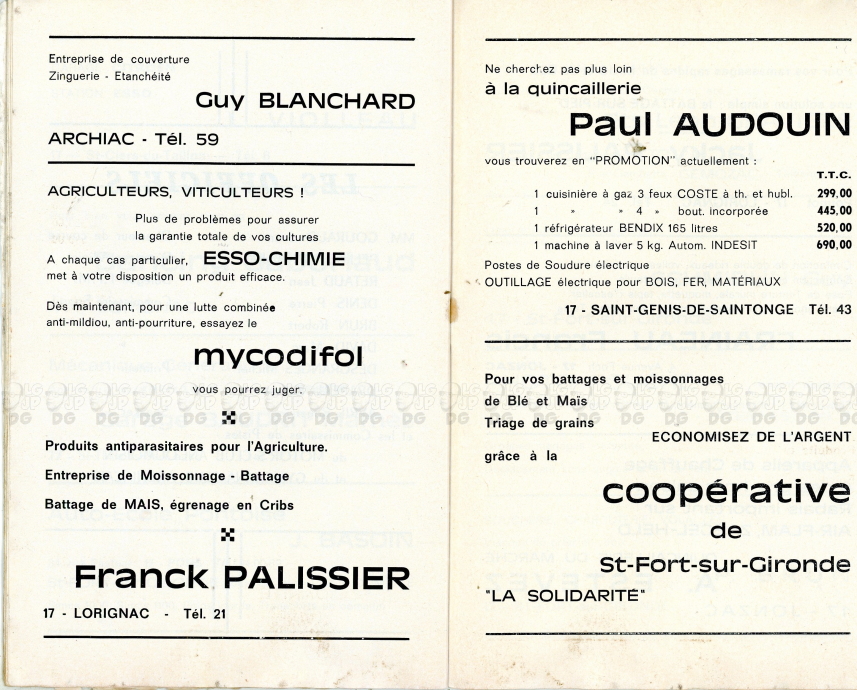 Entreprise de couverture
Zinguerie - Etanchéité
Guy BLANCHARD
ARCHIAC - Tél. 59
AGRICULTEURS, VITICULTEURS !
Plus de problèmes pour assurer
la garantie totale de vos cultures
A chaque cas particulier, ESSO-CHIMIE
met à votre disposition un produit efficace.
Dès maintenant, pour une lutte combinée
anti-mildiou, anti-pourriture, essayez le
mycodifol
vous pourrez juger.
Produits antiparasitaires pour l'Agriculture.
Entreprise de Moissonnage - Battage
Battage de MAIS, égrenage en Cribs
Franck PALISSIER
17 - LORIGNAC - Tél. 21
Ne cherchez pas plus loin
à la quincaillerie
Paul AUDOUIN
vous trouverez en "PROMOTION" actuellement :
T.T.C.
1 cuisinière à gaz 3 feux COSTE à th. et hubl. 299,00
1 » » 4 » bout. incorporée 445,00
1 réfrigérateur BENDIX 165 litres 520,00
1 machine à laver 5 kg. Autom. INDESIT 690,00
Postes de Soudure électrique
OUTILLAGE électrique pour BOIS, FER, MATÉRIAUX
17 - SAINT-GENIS-DE-SAINTONGE Tél. 43
Pour vos battages et moissonnages
de Blé et Maïs
Triage de grains
ECONOMISEZ DE L'ARGENT
grâce à la
coopérative
de
St-Fort-sur-Gironde
"LA SOLIDARITÉ"